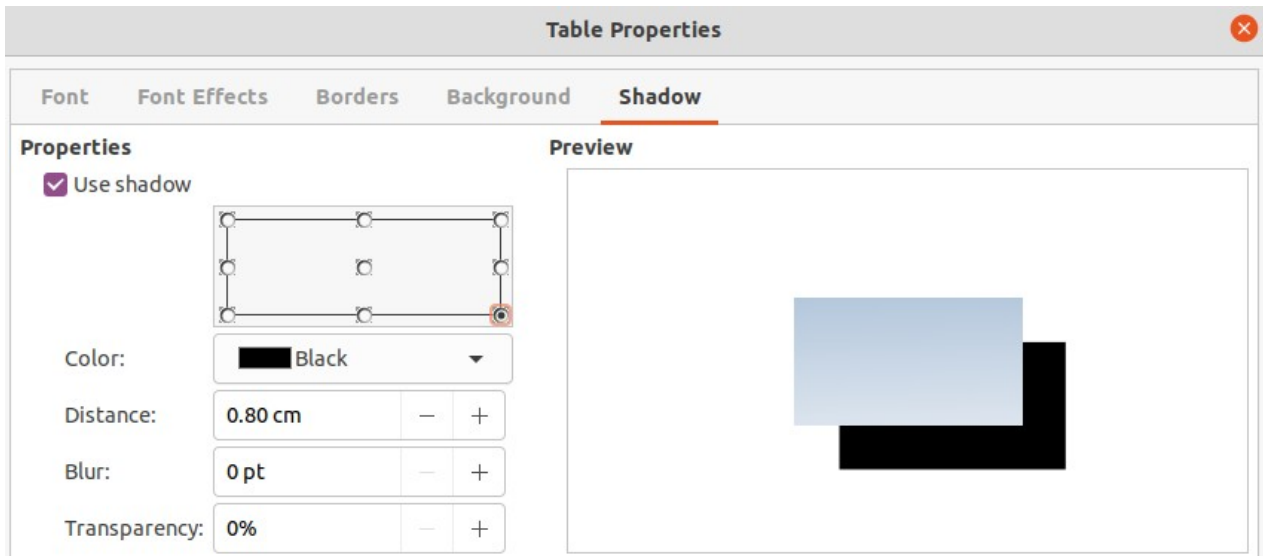 Table Properties
Font Font Effects Borders Background Shadow
Properties
Preview
Use shadow
Color: Black
Distance: 0.80 cm
Blur: 0 pt
Transparency: 0%